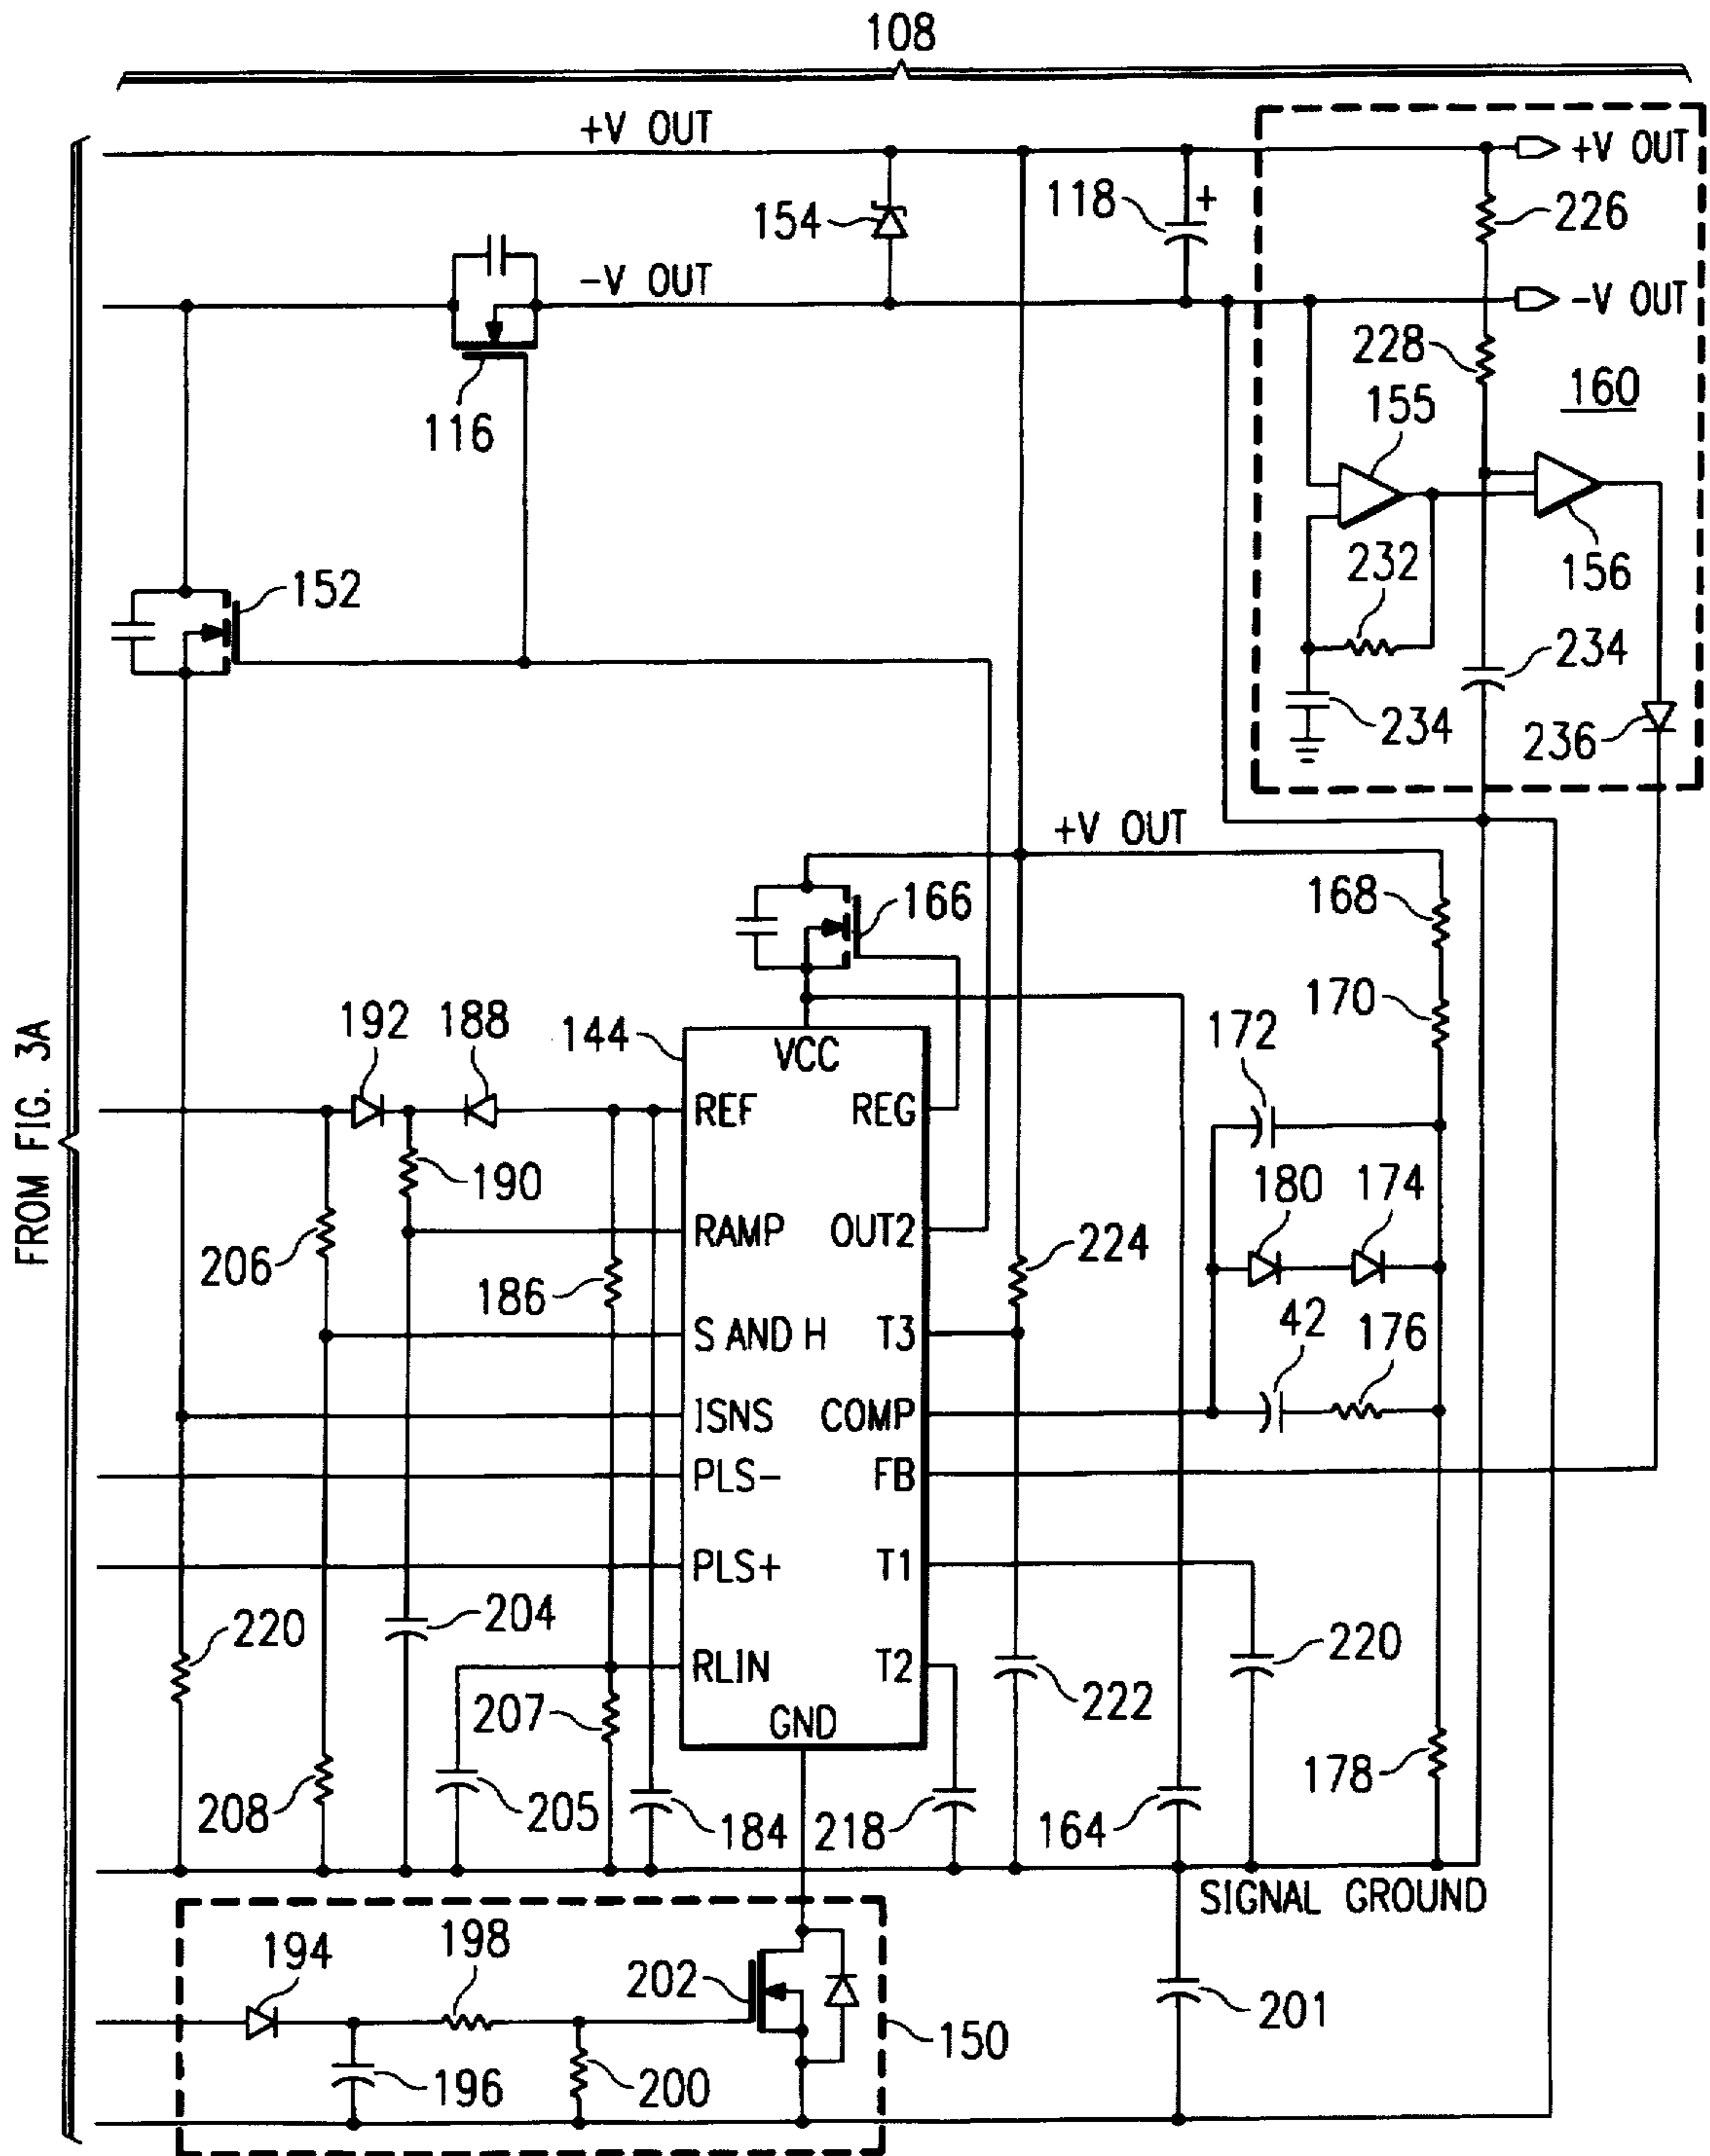 108
+V OUT
+V OUT
154
118
+
226
-V OUT
-V OUT
228
160
155
116
152
232
156
234
234
236
+V OUT
166
168
170
192
188
144
VCC
172
REF
REG
190
180
174
FROM FIG. 3A
RAMP
OUT2
206
224
186
42
176
S AND H
T3
ISNS
COMP
PLS-
FB
PLS+
T1
204
220
220
RLIN
T2
222
207
GND
178
208
205
184
218
164
SIGNAL GROUND
194
198
202
201
150
196
200